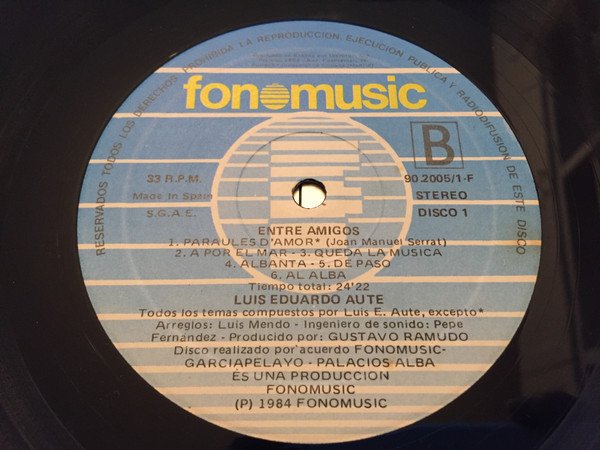 RESERVADOS TODOS LOS DERECHOS PROHIBIDA LA REPRODUCCION, EJECUCION PUBLICA Y RADIODIFUSION DE ESTE DISCO
fonomusic
B
33 R.P.M.
90.2005/1-F
Made In Spain
STEREO
S.G.A.E.
DISCO 1
ENTRE AMIGOS
1. PARAULES D'AMOR* (Joan Manuel Serrat)
2. A POR EL MAR - 3. QUEDA LA MUSICA
4. ALBANTA - 5. DE PASO
6. AL ALBA
Tiempo total: 24'22
LUIS EDUARDO AUTE
Todos los temas compuestos por Luis E. Aute, excepto*
Arreglos: Luis Mendo - Ingeniero de sonido: Pepe
Fernández - Producido por: GUSTAVO RAMUDO
Disco realizado por acuerdo FONOMUSIC-
GARCIAPELAYO - PALACIOS ALBA
ES UNA PRODUCCION
FONOMUSIC
(P) 1984 FONOMUSIC